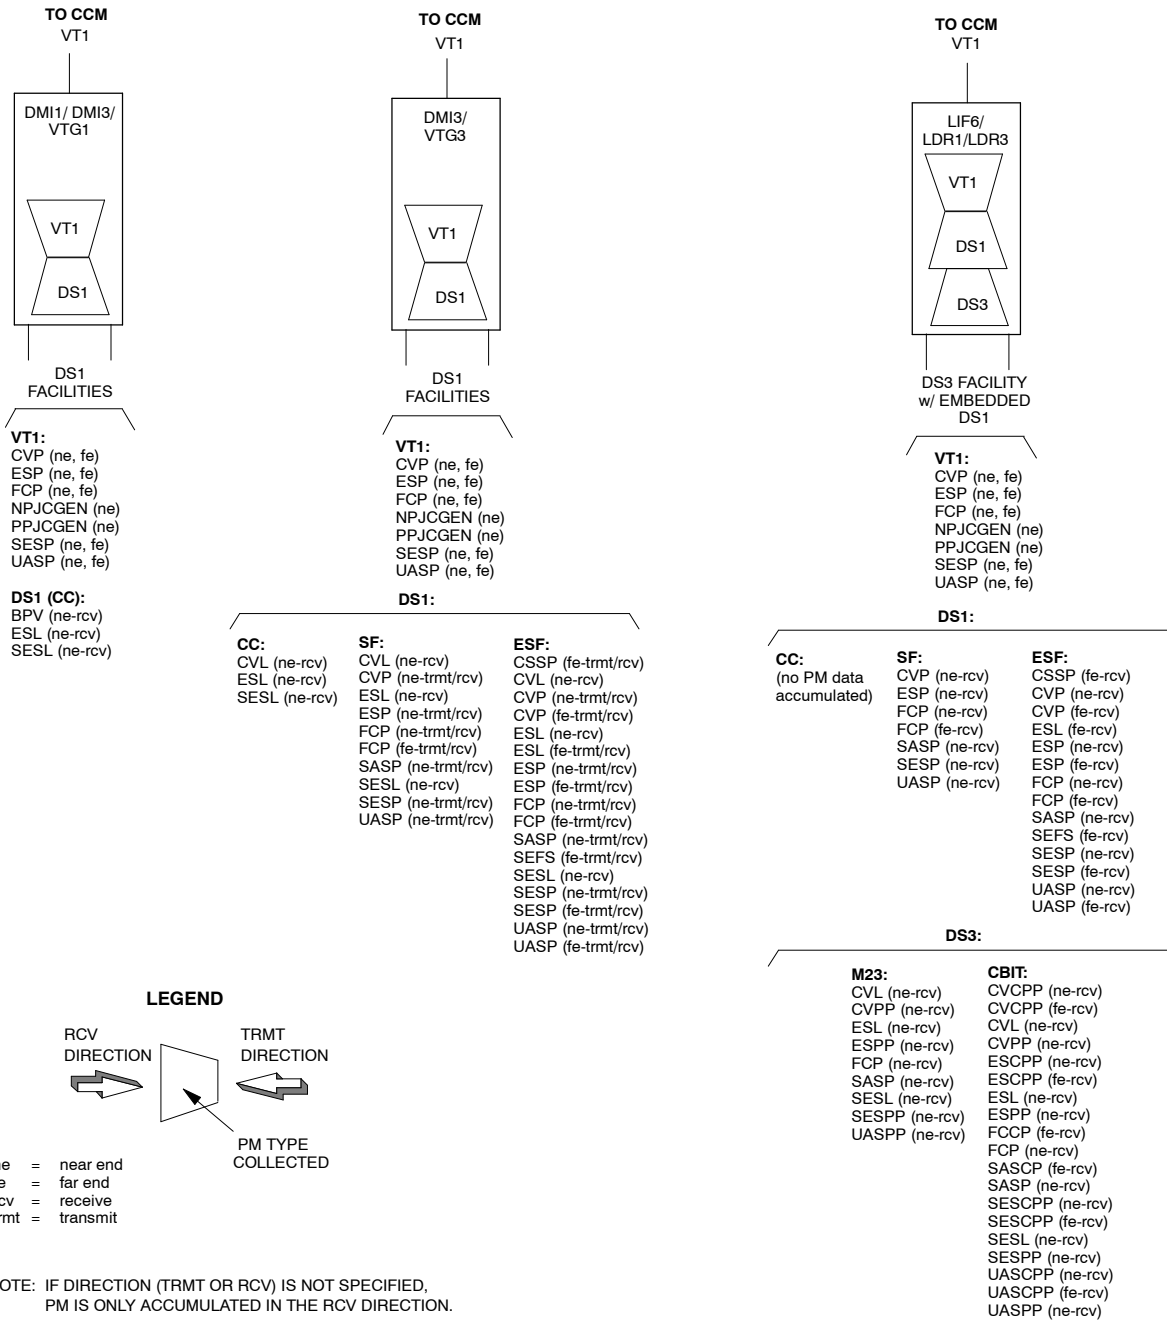 TO CCM
VT1
DMI1/ DMI3/
VTG1
VT1
DS1
DS1
FACILITIES
VT1:
CVP (ne, fe)
ESP (ne, fe)
FCP (ne, fe)
NPJCGEN (ne)
PPJCGEN (ne)
SESP (ne, fe)
UASP (ne, fe)
DS1 (CC):
BPV (ne-rcv)
ESL (ne-rcv)
SESL (ne-rcv)
TO CCM
VT1
DMI3/
VTG3
VT1
DS1
DS1
FACILITIES
VT1:
CVP (ne, fe)
ESP (ne, fe)
FCP (ne, fe)
NPJCGEN (ne)
PPJCGEN (ne)
SESP (ne, fe)
UASP (ne, fe)
DS1:
CC:
CVL (ne-rcv)
ESL (ne-rcv)
SESL (ne-rcv)
SF:
CVL (ne-rcv)
CVP (ne-trmt/rcv)
ESL (ne-rcv)
ESP (ne-trmt/rcv)
FCP (ne-trmt/rcv)
FCP (fe-trmt/rcv)
SASP (ne-trmt/rcv)
SESL (ne-rcv)
SESP (ne-trmt/rcv)
UASP (ne-trmt/rcv)
ESF:
CSSP (fe-trmt/rcv)
CVL (ne-rcv)
CVP (ne-trmt/rcv)
CVP (fe-trmt/rcv)
ESL (ne-rcv)
ESL (fe-trmt/rcv)
ESP (ne-trmt/rcv)
ESP (fe-trmt/rcv)
FCP (ne-trmt/rcv)
FCP (fe-trmt/rcv)
SASP (ne-trmt/rcv)
SEFS (fe-trmt/rcv)
SESL (ne-rcv)
SESP (ne-trmt/rcv)
SESP (fe-trmt/rcv)
UASP (ne-trmt/rcv)
UASP (fe-trmt/rcv)
TO CCM
VT1
LIF6/
LDR1/LDR3
VT1
DS1
DS3
DS3 FACILITY
w/ EMBEDDED
DS1
VT1:
CVP (ne, fe)
ESP (ne, fe)
FCP (ne, fe)
NPJCGEN (ne)
PPJCGEN (ne)
SESP (ne, fe)
UASP (ne, fe)
DS1:
CC:
(no PM data
accumulated)
SF:
CVP (ne-rcv)
ESP (ne-rcv)
FCP (ne-rcv)
FCP (fe-rcv)
SASP (ne-rcv)
SESP (ne-rcv)
UASP (ne-rcv)
ESF:
CSSP (fe-rcv)
CVP (ne-rcv)
CVP (fe-rcv)
ESL (fe-rcv)
ESP (ne-rcv)
ESP (fe-rcv)
FCP (ne-rcv)
FCP (fe-rcv)
SASP (ne-rcv)
SEFS (fe-rcv)
SESP (ne-rcv)
SESP (fe-rcv)
UASP (ne-rcv)
UASP (fe-rcv)
DS3:
M23:
CVL (ne-rcv)
CVPP (ne-rcv)
ESL (ne-rcv)
ESPP (ne-rcv)
FCP (ne-rcv)
SASP (ne-rcv)
SESL (ne-rcv)
SESPP (ne-rcv)
UASPP (ne-rcv)
CBIT:
CVCPP (ne-rcv)
CVCPP (fe-rcv)
CVL (ne-rcv)
CVPP (ne-rcv)
ESCPP (ne-rcv)
ESCPP (fe-rcv)
ESL (ne-rcv)
ESPP (ne-rcv)
FCCP (fe-rcv)
FCP (ne-rcv)
SASCP (fe-rcv)
SASP (ne-rcv)
SESCPP (ne-rcv)
SESCPP (fe-rcv)
SESL (ne-rcv)
SESPP (ne-rcv)
UASCPP (ne-rcv)
UASCPP (fe-rcv)
UASPP (ne-rcv)
LEGEND
RCV
DIRECTION
TRMT
DIRECTION
PM TYPE
COLLECTED
= near end
= far end
= receive
= transmit
IF DIRECTION (TRMT OR RCV) IS NOT SPECIFIED,
PM IS ONLY ACCUMULATED IN THE RCV DIRECTION.